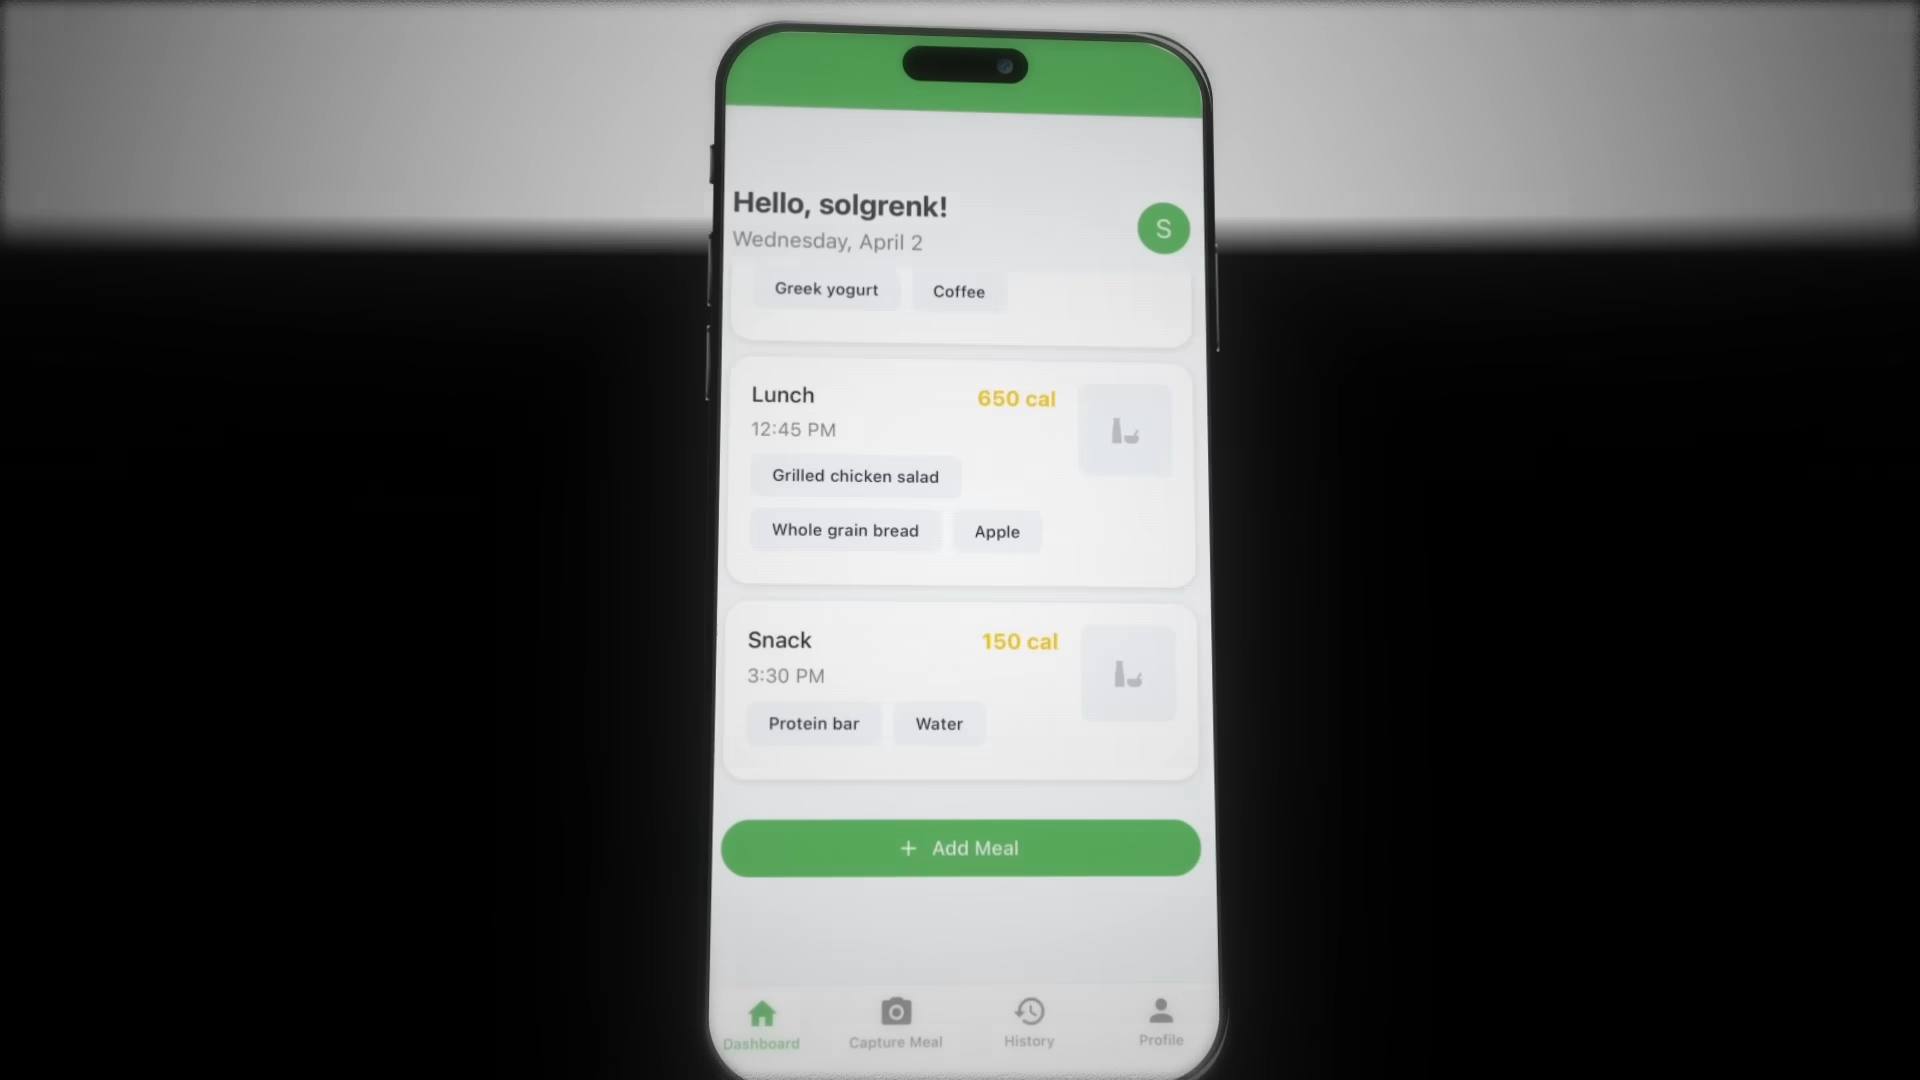 Hello, solgrenk!
S
Wednesday, April 2
Greek yogurt Coffee
Lunch 650 cal
12:45 PM
Grilled chicken salad
Whole grain bread Apple
Snack 150 cal
3:30 PM
Protein bar Water
+ Add Meal
Dashboard Capture Meal History Profile